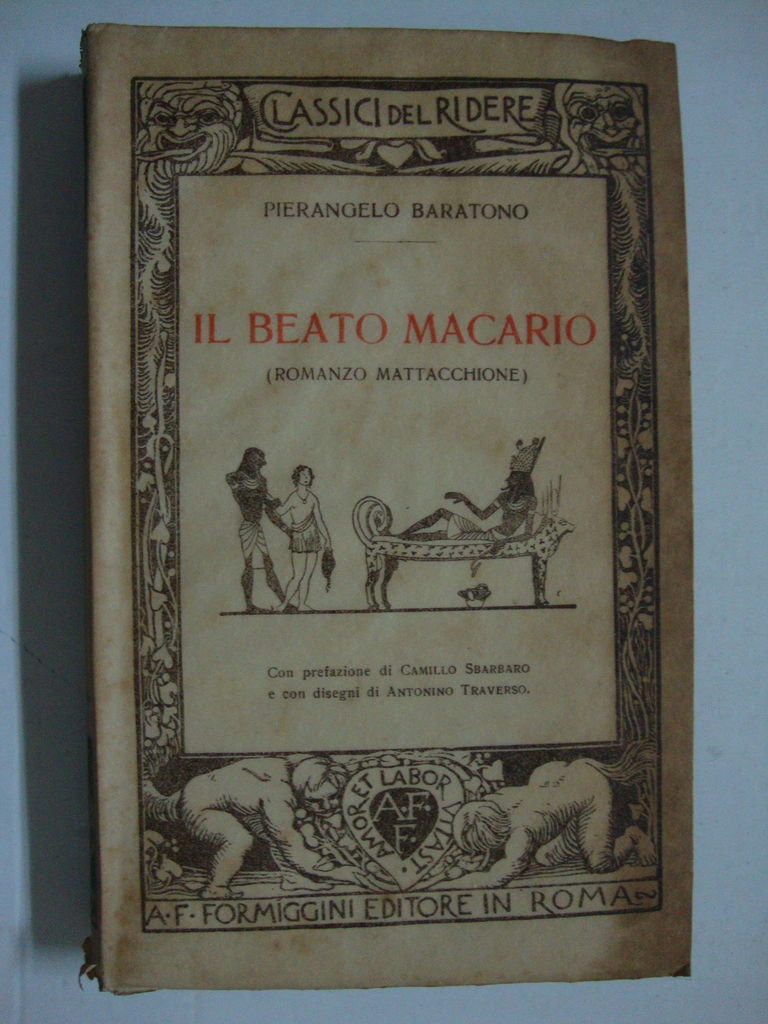 CLASSICI DEL RIDERE
PIERANGELO BARATONO
IL BEATO MACARIO
(ROMANZO MATTACCHIONE)
Con prefazione di CAMILLO SBARBARO
e con disegni di ANTONINO TRAVERSO.
AMOR ET LABOR VITAST
A·F·
F·
A·F· FORMIGGINI EDITORE IN ROMA